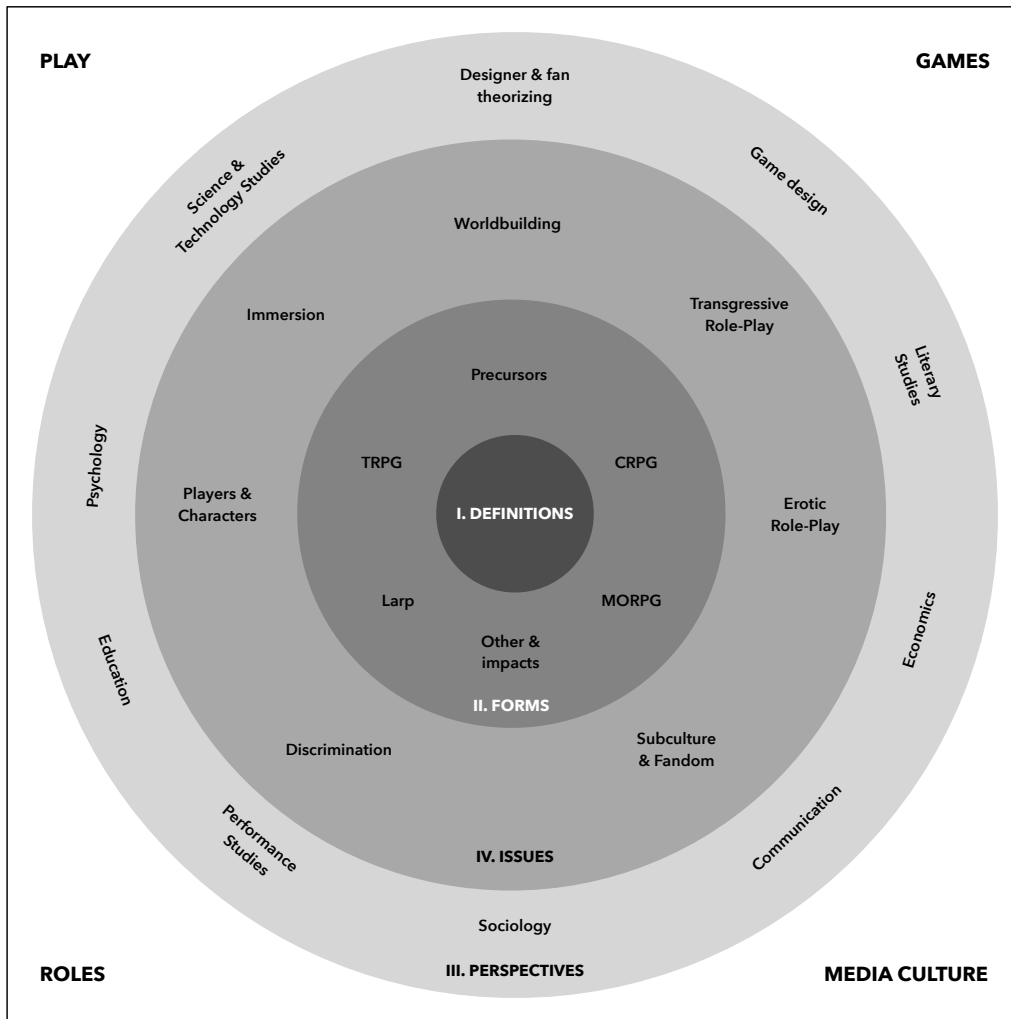 PLAY
GAMES
Designer & fan
theorizing
Science &
Technology Studies
Game design
Worldbuilding
Immersion
Transgressive
Role-Play
Literary
Studies
Precursors
Psychology
TRPG
CRPG
Players &
Characters
I. DEFINITIONS
Erotic
Role-Play
Larp
MORPG
Economics
Education
Other &
impacts
II. FORMS
Discrimination
Subculture
& Fandom
Performance
Studies
Communication
IV. ISSUES
Sociology
ROLES
III. PERSPECTIVES
MEDIA CULTURE